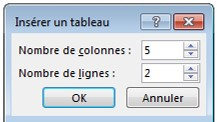 Insérer un tableau
Nombre de colonnes : 5
Nombre de lignes : 2
OK Annuler